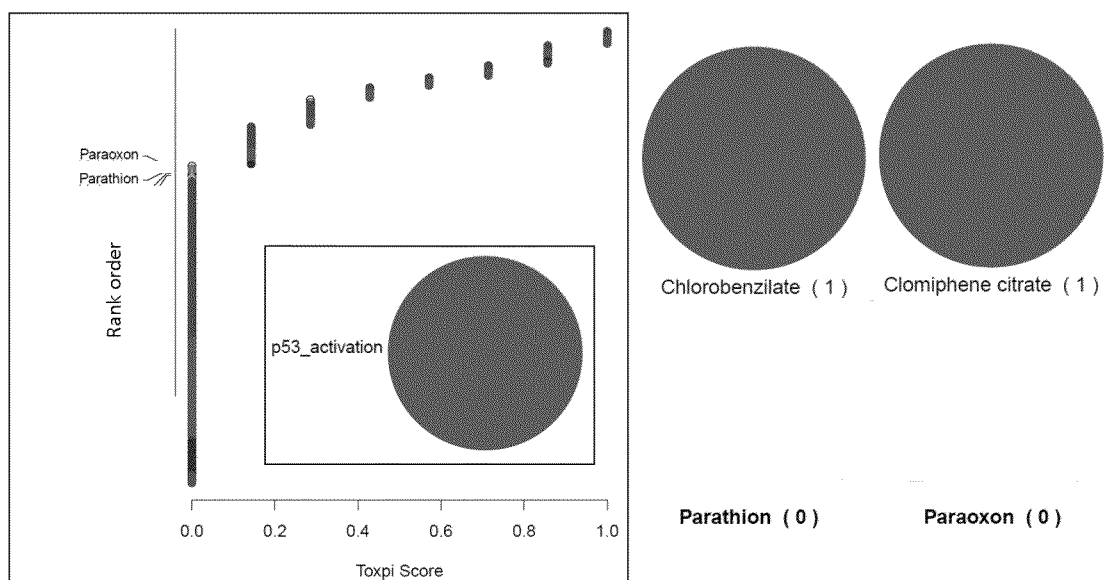 Paraoxon
Parathion
Rank order
p53_activation
0.0 0.2 0.4 0.6 0.8 1.0
Toxpi Score
Chlorobenzilate ( 1 ) Clomiphene citrate ( 1 )
Parathion ( 0 ) Paraoxon ( 0 )